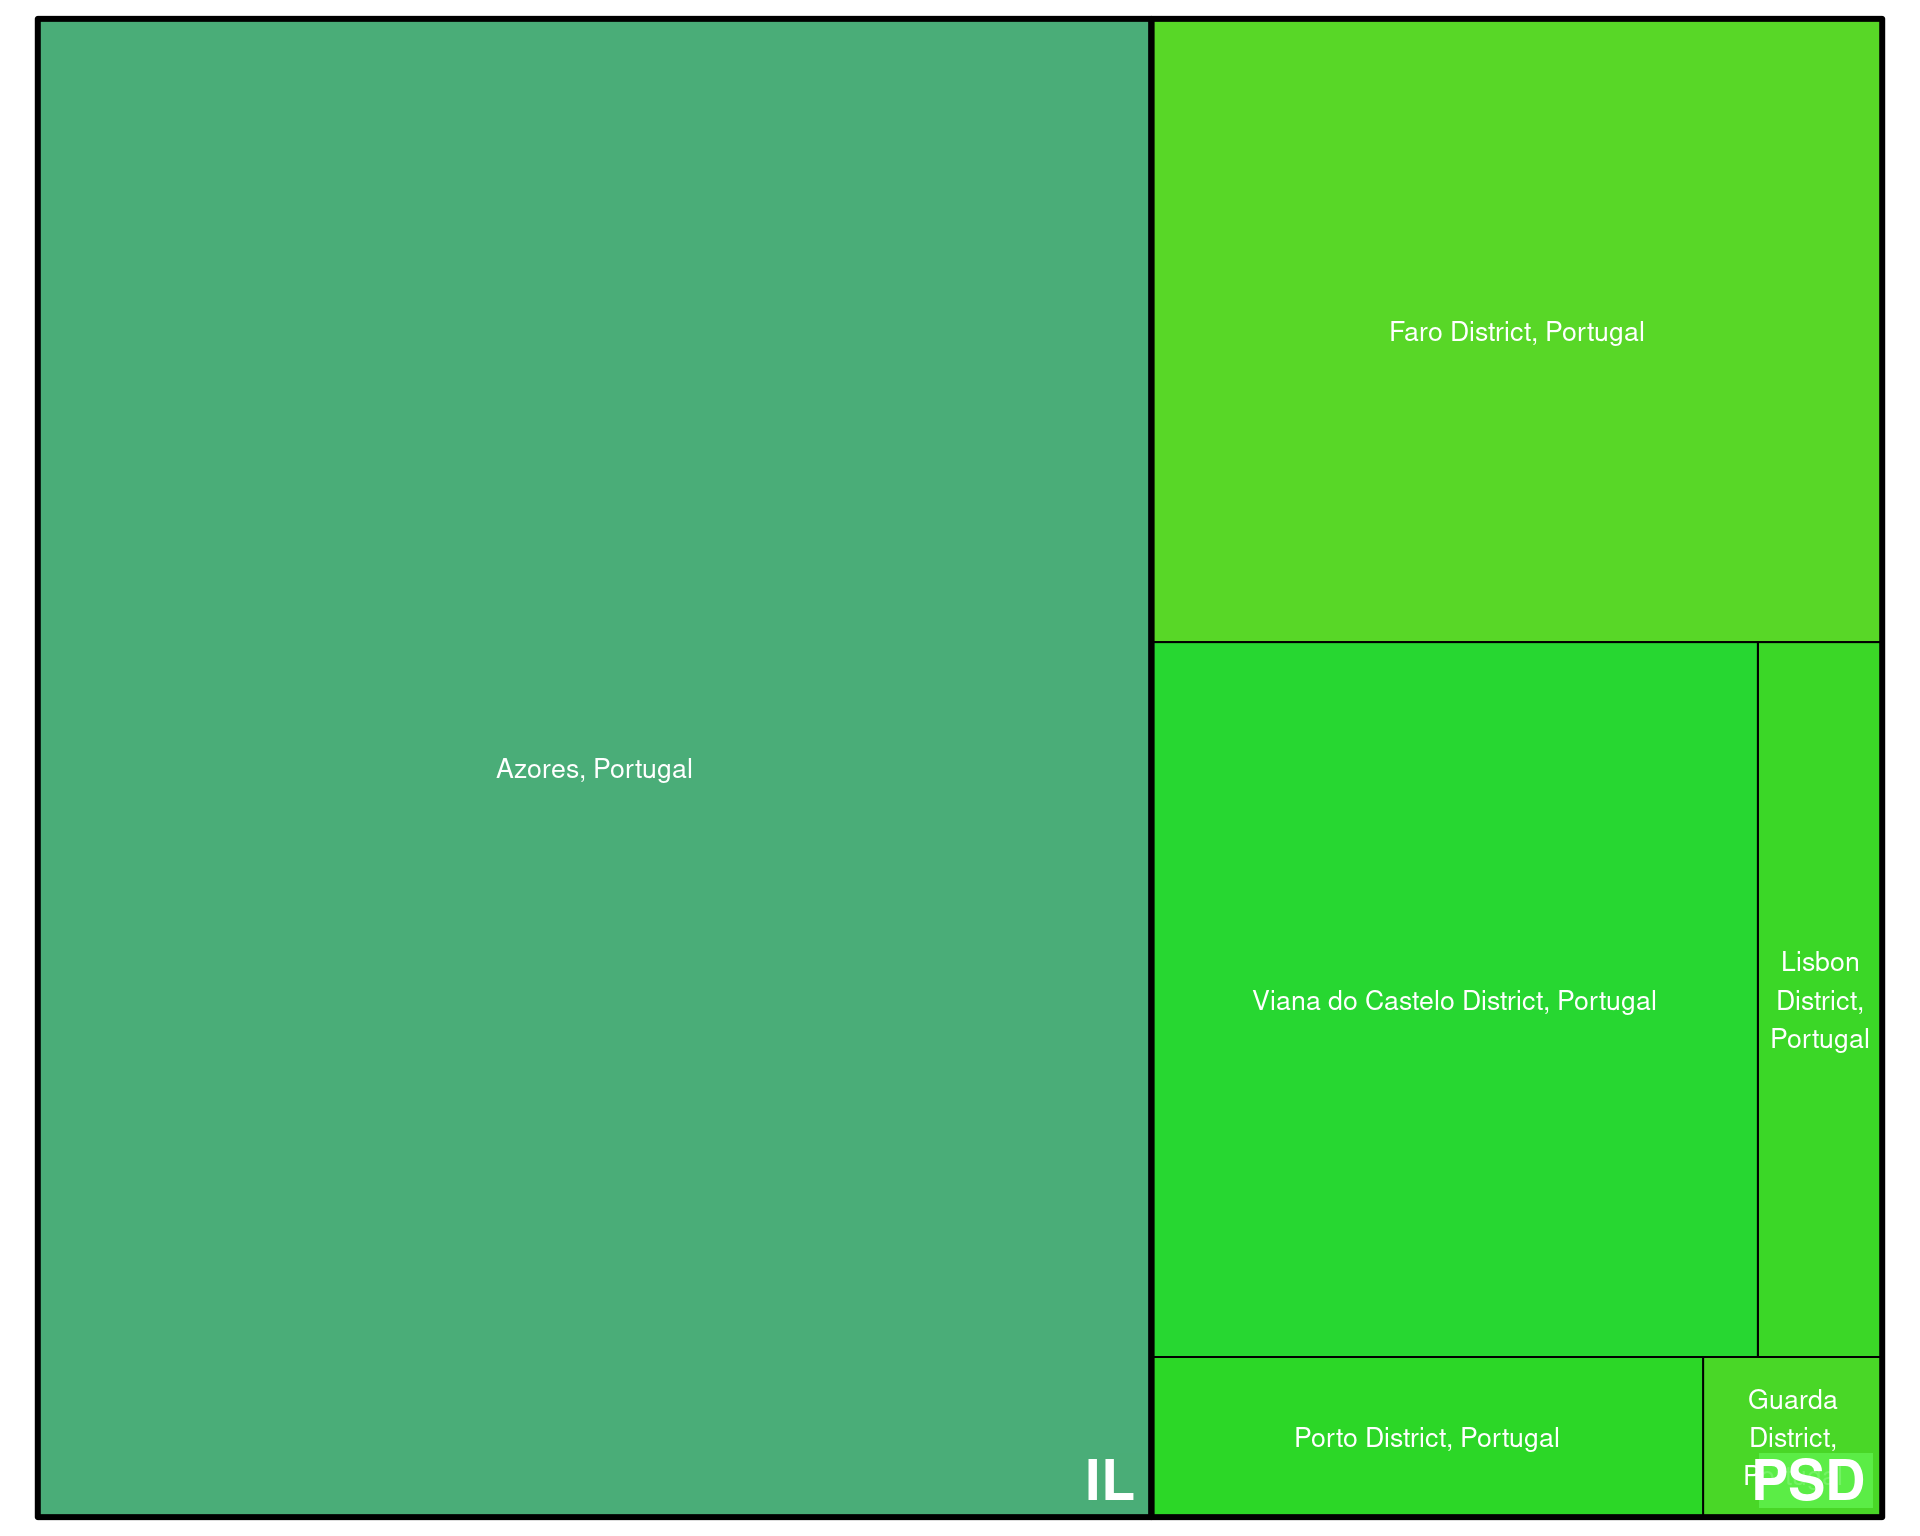 Azores, Portugal
IL
Faro District, Portugal
Viana do Castelo District, Portugal
Lisbon
District,
Portugal
Porto District, Portugal
Guarda
District,
PSD